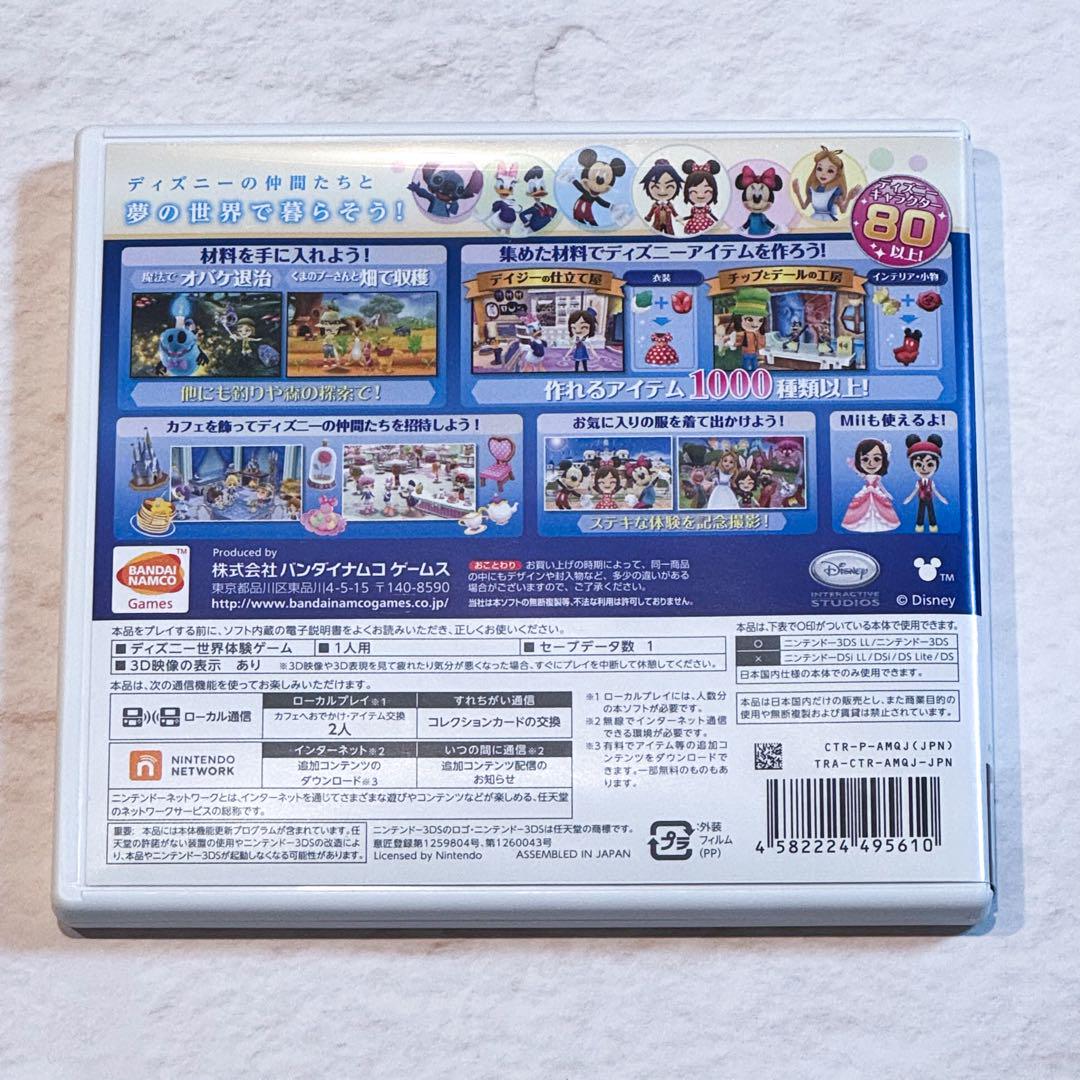 ディズニーの仲間たちと
夢の世界で暮らそう!
ディズニー
キャラクター
80
以上!
材料を手に入れよう!
魔法でオバケ退治
くまのプーさんと畑で収穫
他にも釣りや森の探索で!
集めた材料でディズニーアイテムを作ろう!
デイジーの仕立て屋
衣装
チップとデールの工房
インテリア・小物
作れるアイテム1000種類以上!
カフェを飾ってディズニーの仲間たちを招待しよう!
お気に入りの服を着て出かけよう!
ステキな体験を記念撮影!
Miiも使えるよ!
BANDAI
NAMCO
Games
TM
Produced by
株式会社 バンダイナムコ ゲームス
東京都品川区東品川4-5-15 〒140-8590
http://www.bandainamcogames.co.jp/
おことわり お買い上げの時期によって、同一商品
の中にもデザインや封入物など、多少の違いがある
場合がございますので、ご了承ください。
当社は本ソフトの無断複製等、不法な利用は許可しておりません。
Disney
INTERACTIVE
STUDIOS
TM
© Disney
本品をプレイする前に、ソフト内蔵の電子説明書をよくお読みいただき、正しくお使いください。
■ディズニー世界体験ゲーム
■1人用
■セーブデータ数 1
■3D映像の表示 あり ※3D映像や3D表現を見て疲れたり気分が悪くなった場合、すぐにプレイを中断して休憩してください。
本品は、下表で○印がついている本体で使用できます。
○ ニンテンドー3DS LL/ニンテンドー3DS
× ニンテンドーDSi LL/DSi/DS Lite/DS
日本国内仕様の本体でのみ使用できます。
本品は日本国内だけの販売とし、また商業目的の
使用や無断複製および賃貸は禁止されています。
本品は、次の通信機能を使ってお楽しみいただけます。
ローカル通信
ローカルプレイ※1
カフェへおでかけ・アイテム交換
2人
すれちがい通信
コレクションカードの交換
NINTENDO
NETWORK
インターネット※2
追加コンテンツの
ダウンロード※3
いつの間に通信※2
追加コンテンツ配信の
お知らせ
※1 ローカルプレイには、人数分
の本ソフトが必要です。
※2 無線でインターネット通信
できる環境が必要です。
※3 有料でアイテム等の追加コ
ンテンツをダウンロードで
きます。一部無料のものもあ
ります。
ニンテンドーネットワークとは、インターネットを通じてさまざまな遊びやコンテンツなどが楽しめる、任天堂
のネットワークサービスの総称です。
重要: 本品には本体機能更新プログラムが含まれています。任
天堂の許諾がない装置の使用やニンテンドー3DSの改造によ
り、本品やニンテンドー3DSが起動しなくなる可能性があります。
ニンテンドー3DSのロゴ・ニンテンドー3DSは任天堂の商標です。
意匠登録第1259804号、第1260043号
Licensed by Nintendo ASSEMBLED IN JAPAN
プラ
:外装
フィルム
(PP)
CTR-P-AMQJ(JPN)
TRA-CTR-AMQJ-JPN
4 582224 495610